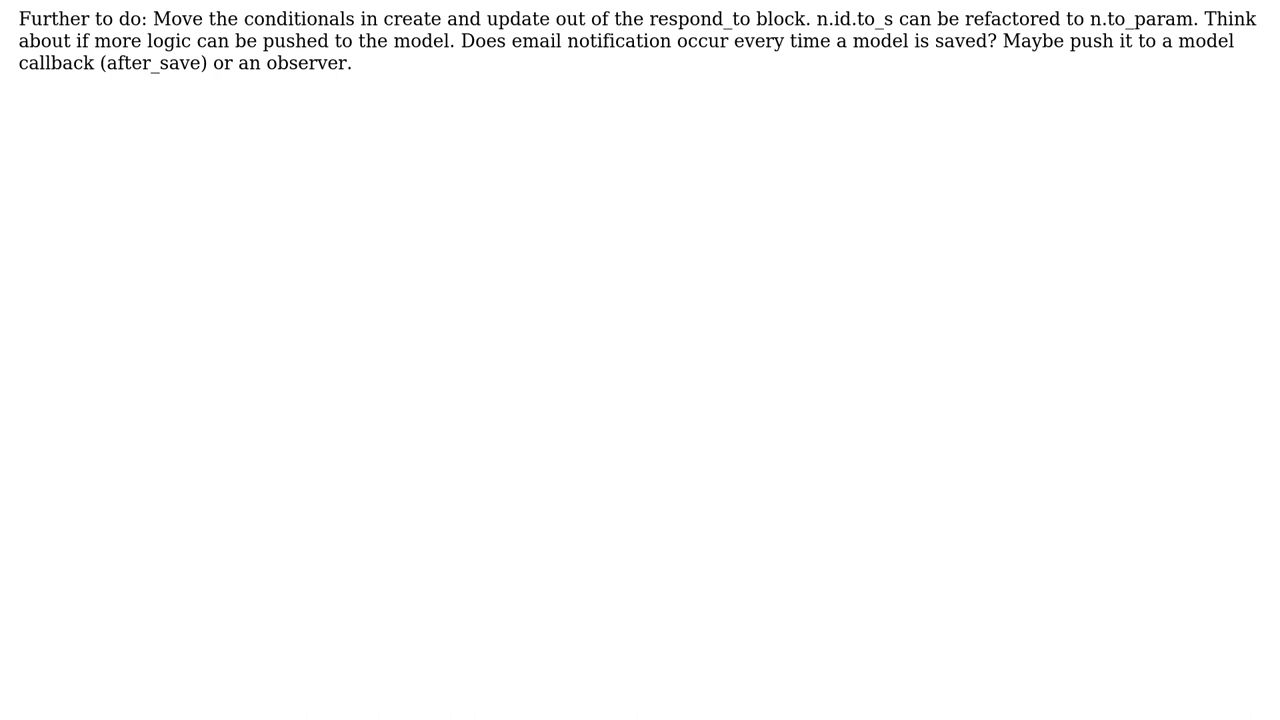 Further to do: Move the conditionals in create and update out of the respond_to block. n.id.to_s can be refactored to n.to_param. Think
about if more logic can be pushed to the model. Does email notification occur every time a model is saved? Maybe push it to a model
callback (after_save) or an observer.